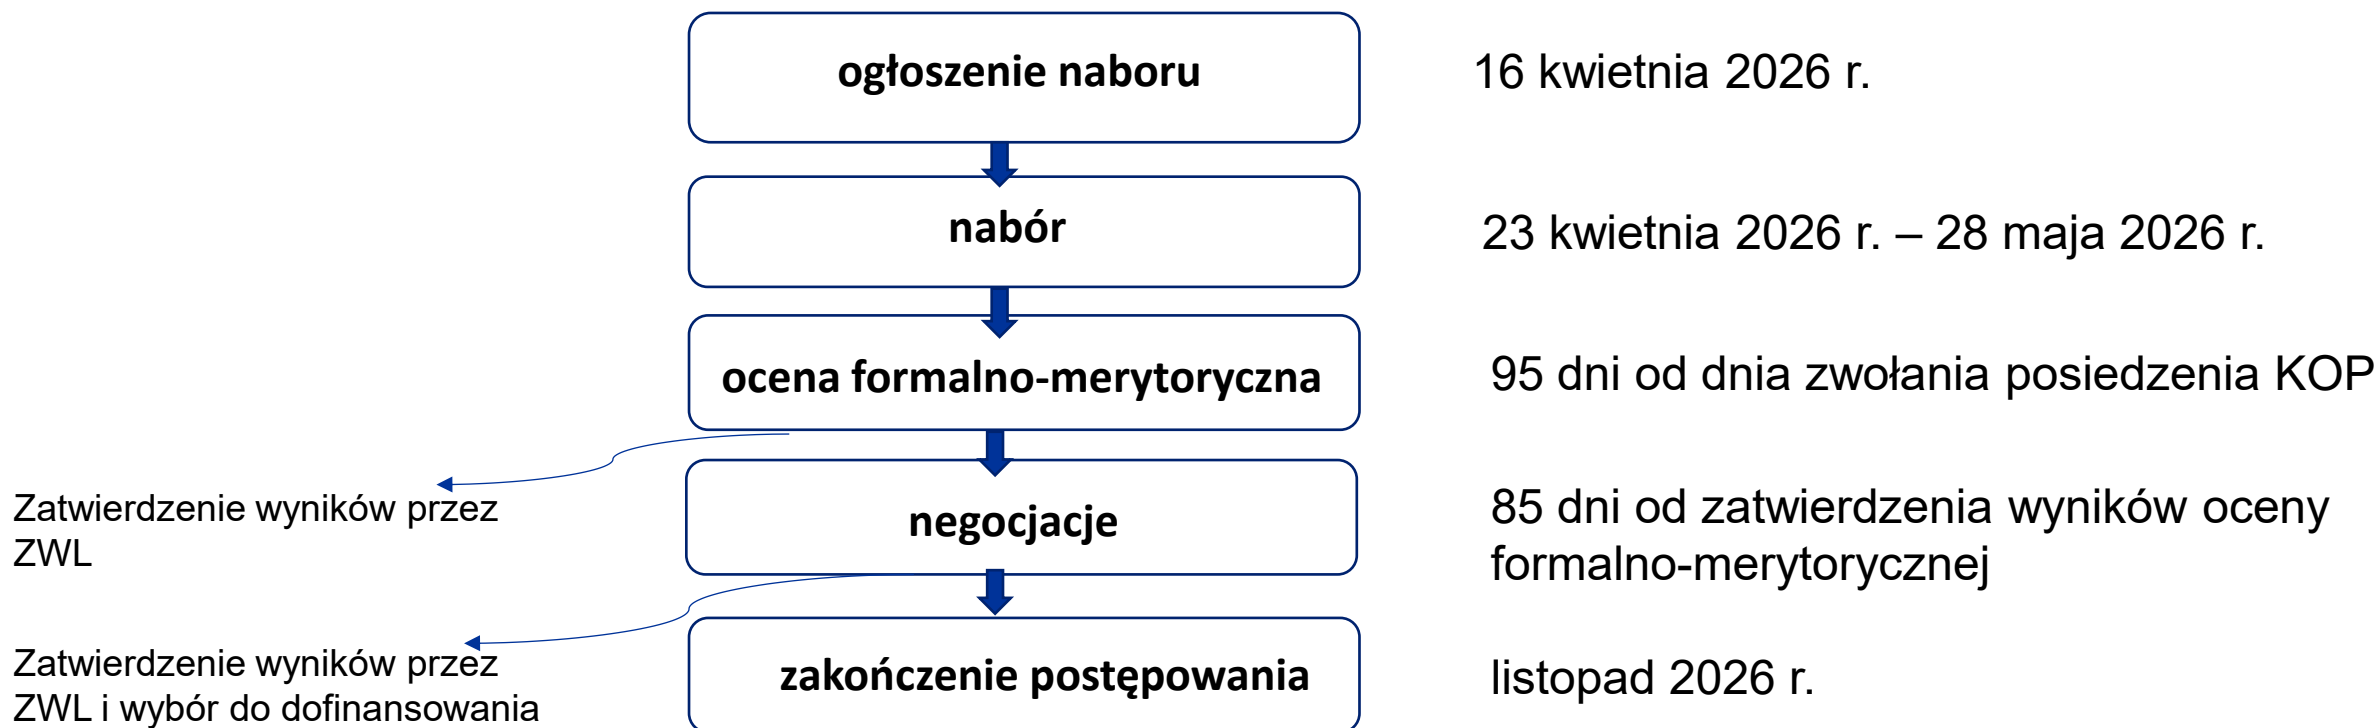 ogłoszenie naboru
16 kwietnia 2026 r.
nabór
23 kwietnia 2026 r. – 28 maja 2026 r.
ocena formalno-merytoryczna
95 dni od dnia zwołania posiedzenia KOP
Zatwierdzenie wyników przez
ZWL
negocjacje
85 dni od zatwierdzenia wyników oceny
formalno-merytorycznej
Zatwierdzenie wyników przez
ZWL i wybór do dofinansowania
zakończenie postępowania
listopad 2026 r.